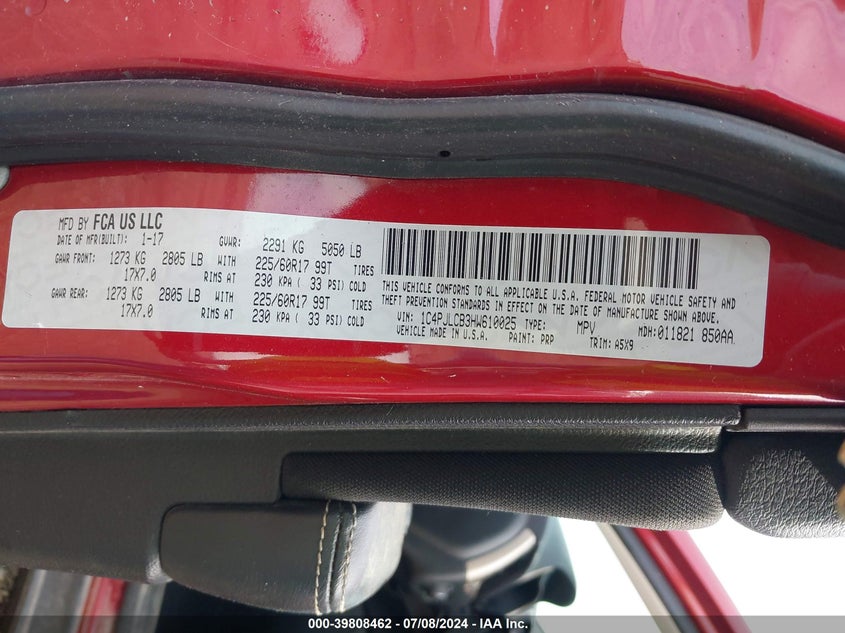 MFD BY FCA US LLC
DATE OF MFR(BUILT): 1-17 GVWR: 2291 KG 5050 LB
GAWR FRONT: 1273 KG 2805 LB WITH 225/60R17 99T TIRES
17X7.0 RIMS AT 230 KPA ( 33 PSI) COLD
GAWR REAR: 1273 KG 2805 LB WITH 225/60R17 99T TIRES
17X7.0 RIMS AT 230 KPA ( 33 PSI) COLD
THIS VEHICLE CONFORMS TO ALL APPLICABLE U.S.A. FEDERAL MOTOR VEHICLE SAFETY AND
THEFT PREVENTION STANDARDS IN EFFECT ON THE DATE OF MANUFACTURE SHOWN ABOVE.
VIN: 1C4PJLCB3HW610025 TYPE: MPV MDH: 011821 850AA
VEHICLE MADE IN U.S.A. PAINT: PRP TRIM: A5X9
000-39808462 - 07/08/2024 - IAA Inc.